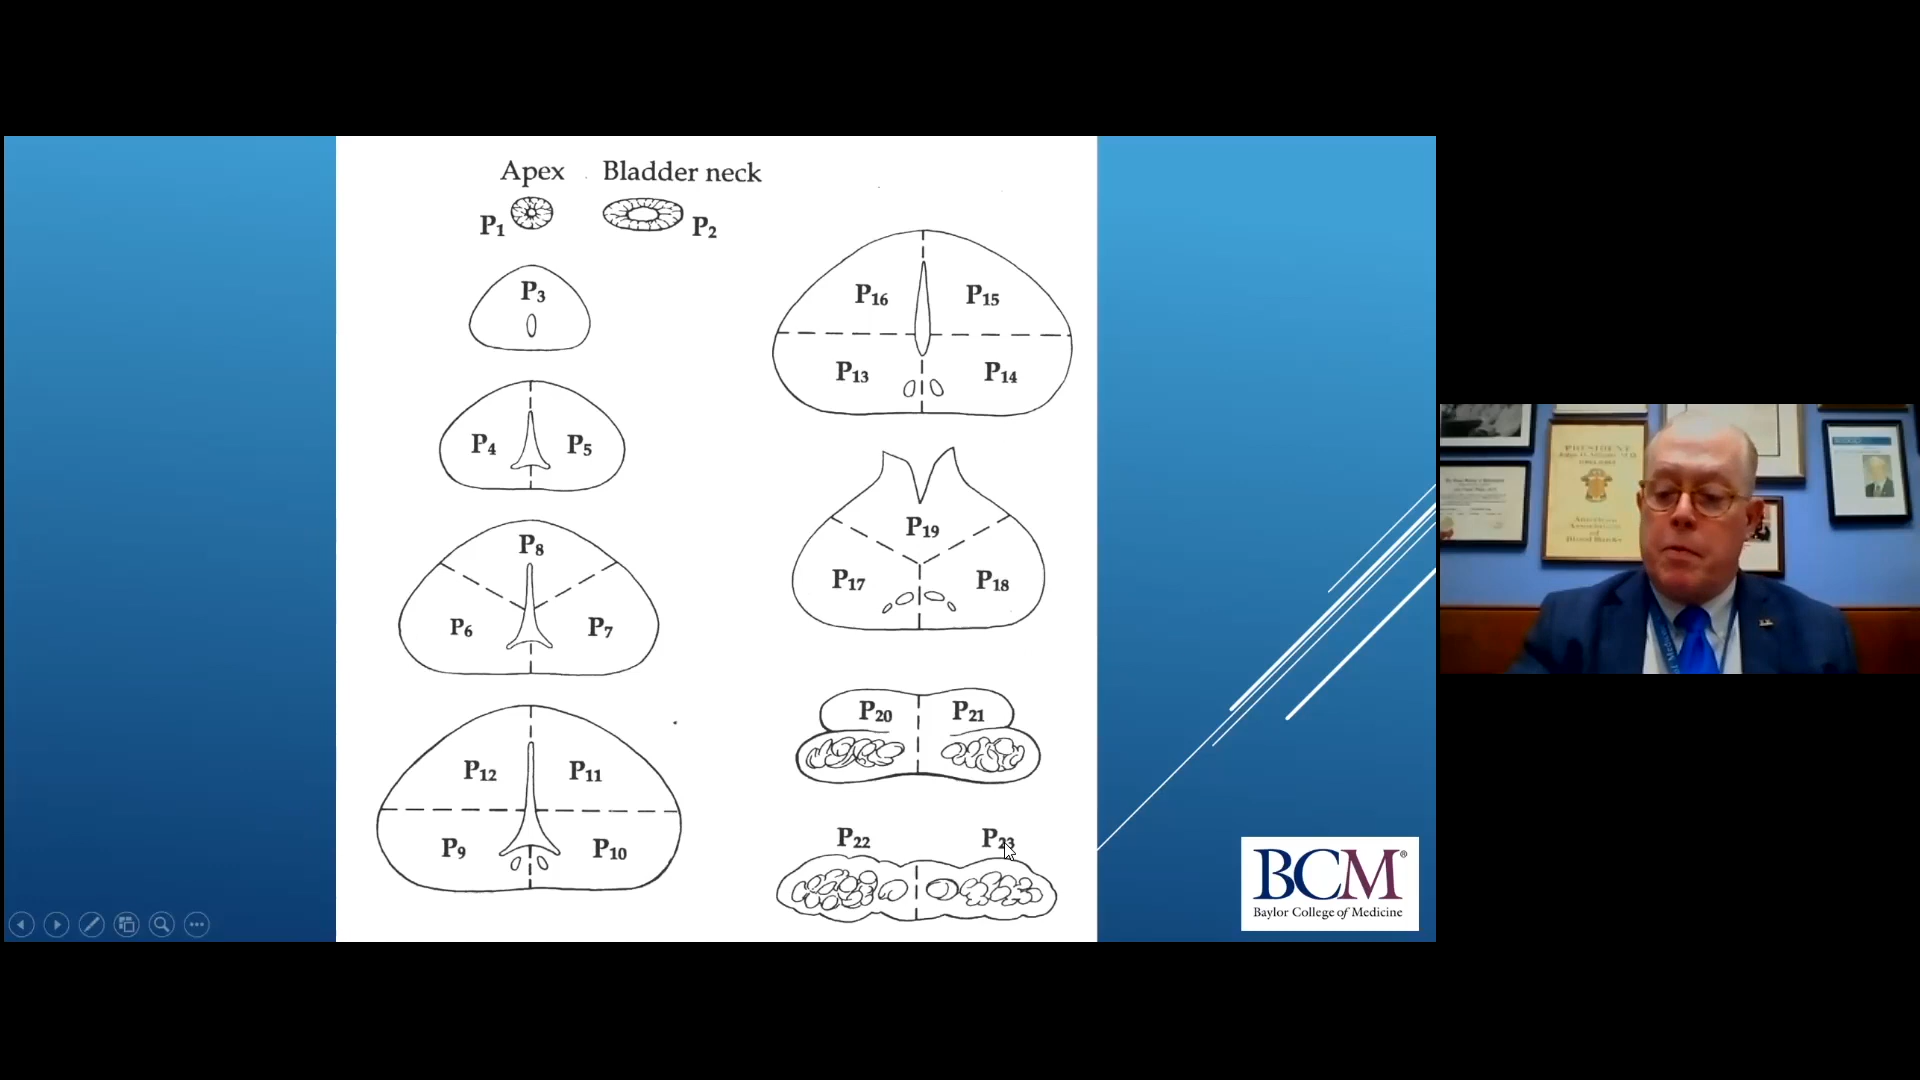 Apex
Bladder neck
P1
P2
P3
P4
P5
P8
P6
P7
P12
P11
P9
P10
P16
P15
P13
P14
P19
P17
P18
P20
P21
P22
P23
BCM®
Baylor College of Medicine
PRESIDENT